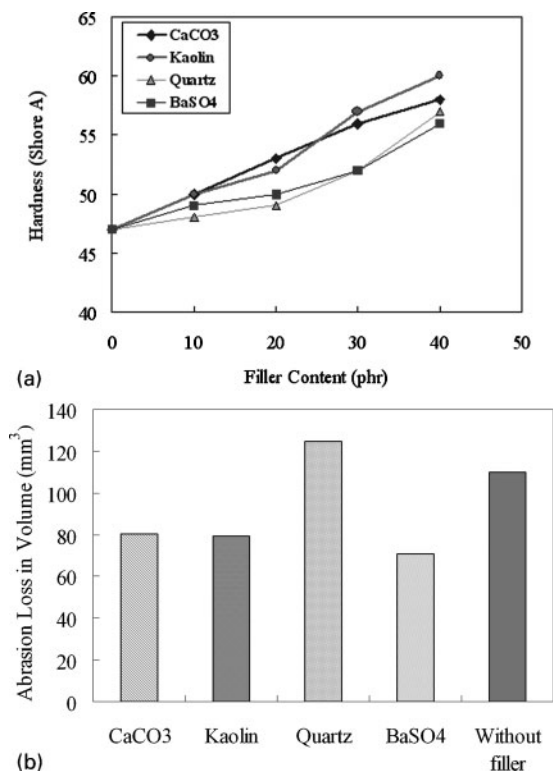 CaCO3
Kaolin
Quartz
BaSO4
Hardness (Shore A)
65
60
55
50
45
40
0 10 20 30 40 50
Filler Content (phr)
(a)
Abrasion Loss in Volume (mm³)
140
120
100
80
60
40
20
0
CaCO3 Kaolin Quartz BaSO4 Without
filler
(b)